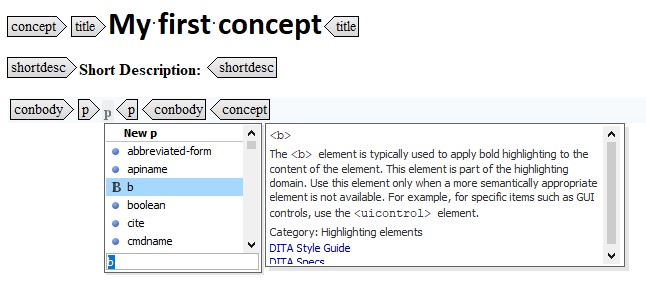 concept title My first concept title
shortdesc Short Description: shortdesc
conbody p p p conbody concept
New p
abbreviated-form
apiname
B b
boolean
cite
cmdname
b
<b>
The <b> element is typically used to apply bold highlighting to the
content of the element. This element is part of the highlighting
domain. Use this element only when a more semantically appropriate
element is not available. For example, for specific items such as GUI
controls, use the <uicontrol> element.
Category: Highlighting elements
DITA Style Guide
DITA Specs